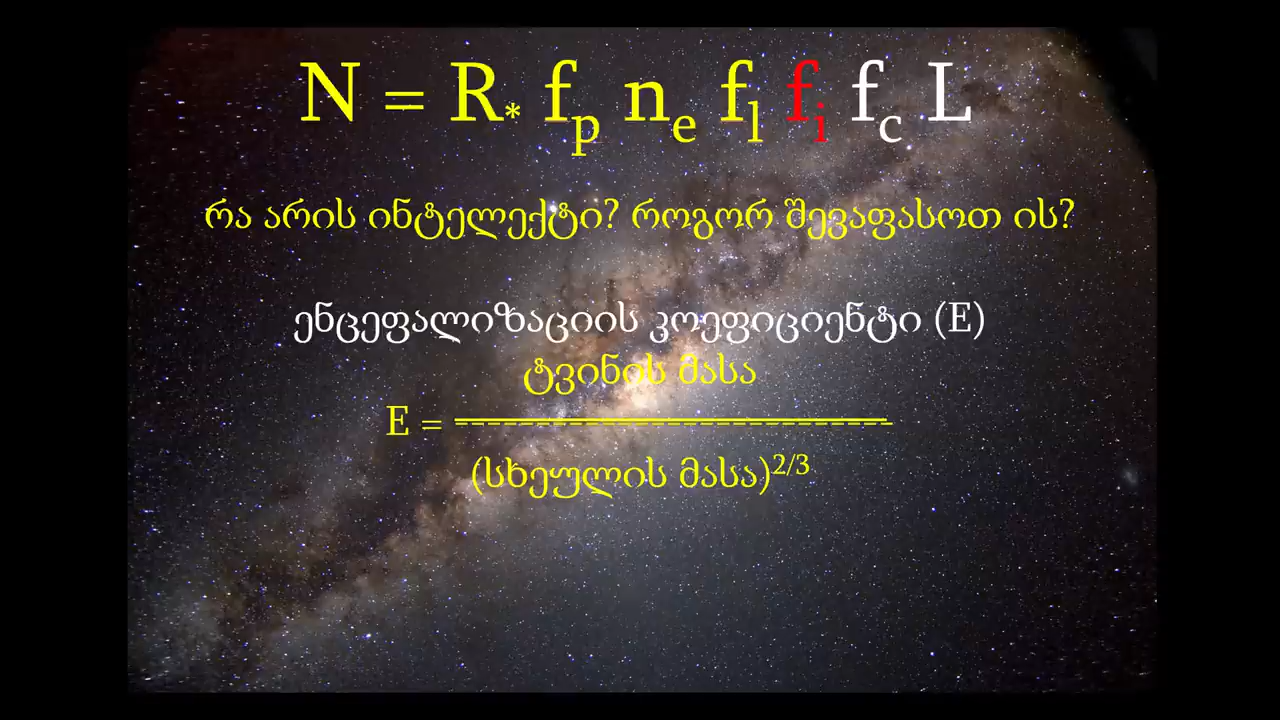 N = R* fp ne fl fi fc L
რა არის ინტელექტი? როგორ შევაფასოთ ის?
ენცეფალიზაციის კოეფიციენტი (E)
ტვინის მასა
E = ---------------------------
(სხეულის მასა)2/3